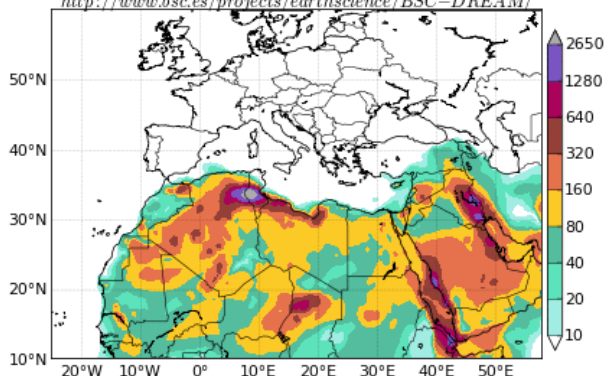 http://www.bsc.es/projects/earthscience/BSC−DREAM/
50°N
40°N
30°N
20°N
10°N
20°W 10°W 0° 10°E 20°E 30°E 40°E 50°E
2650
1280
640
320
160
80
40
20
10